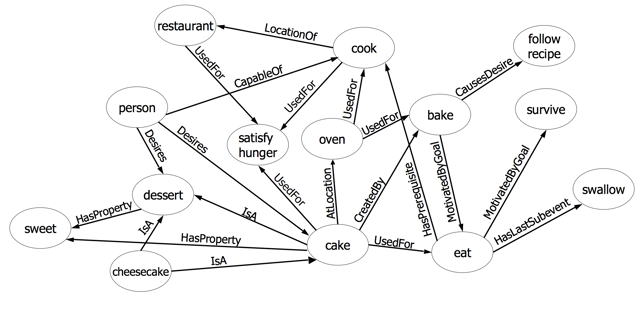 restaurant
LocationOf
cook
follow
recipe
UsedFor
CapableOf
UsedFor
UsedFor
CausesDesire
person
Desires
Desires
satisfy
hunger
oven
UsedFor
bake
survive
dessert
UsedFor
AtLocation
CreatedBy
HasPrerequisite
MotivatedByGoal
MotivatedByGoal
swallow
HasProperty
IsA
IsA
sweet
HasProperty
cake
UsedFor
eat
HasLastSubevent
cheesecake
IsA